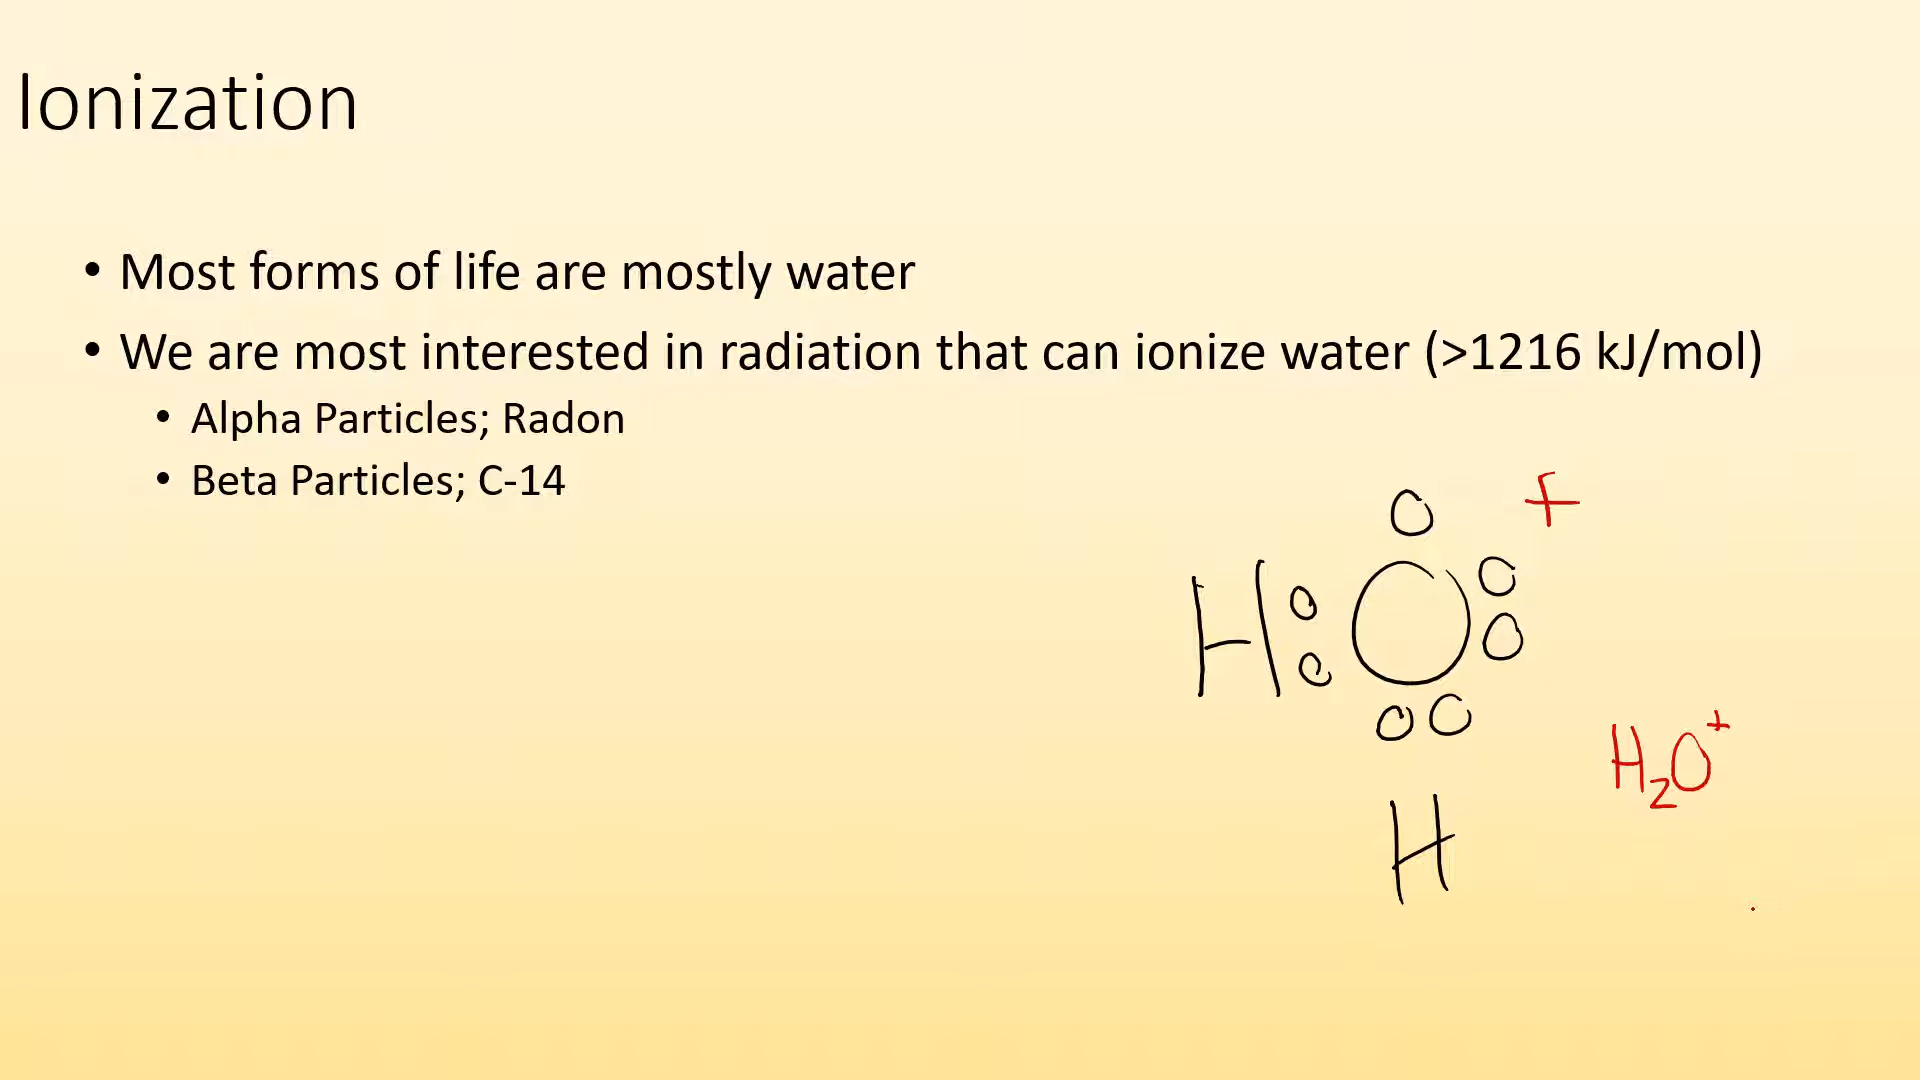 Ionization
• Most forms of life are mostly water
• We are most interested in radiation that can ionize water (>1216 kJ/mol)
• Alpha Particles; Radon
• Beta Particles; C-14
+
H O
H₂O⁺
H